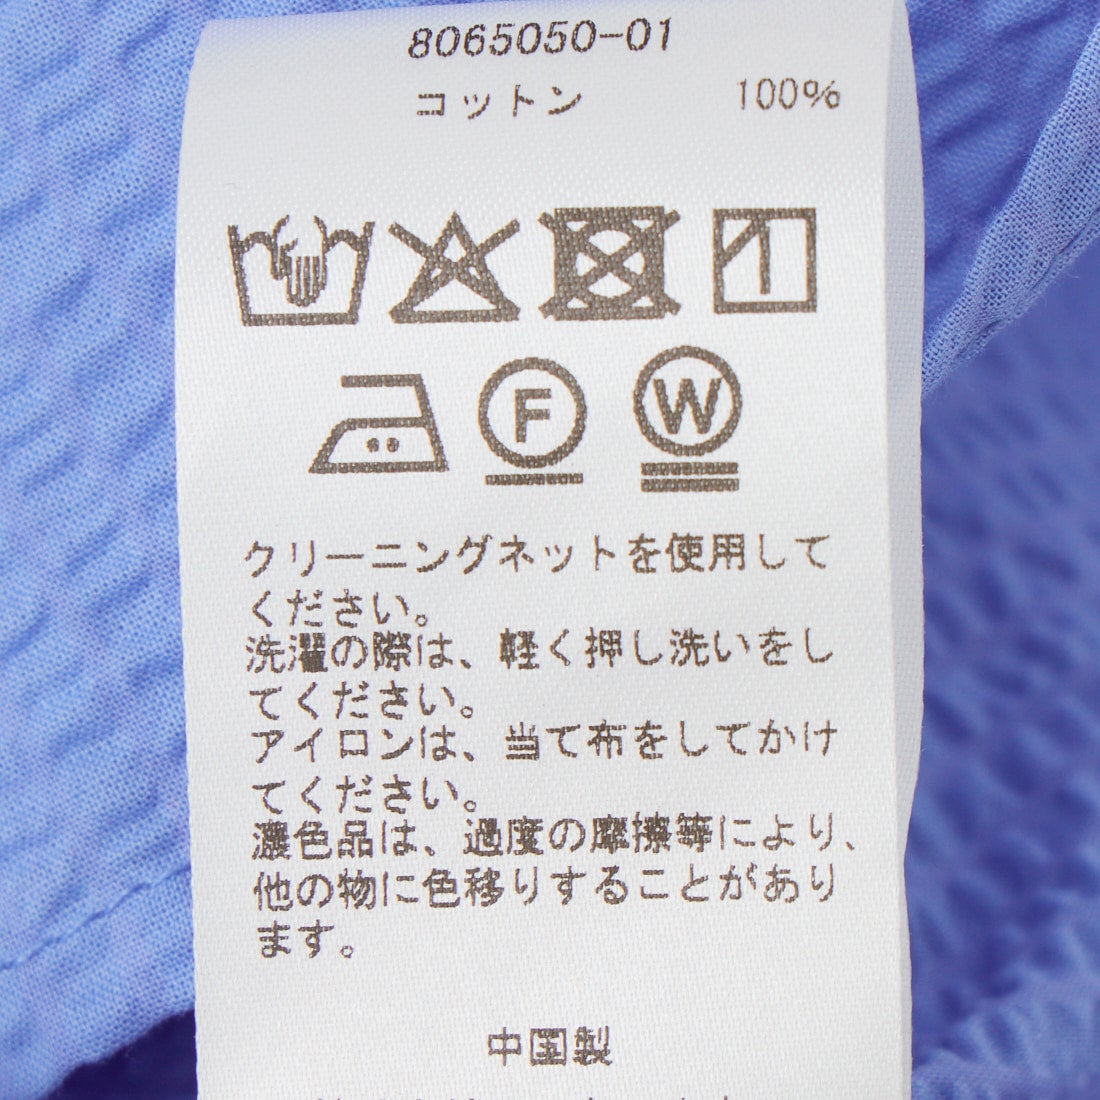 8065050-01
コットン 100%
F W
クリーニングネットを使用して
ください。
洗濯の際は、軽く押し洗いをし
てください。
アイロンは、当て布をしてかけ
てください。
濃色品は、過度の摩擦等により、
他の物に色移りすることがあり
ます。
中国製